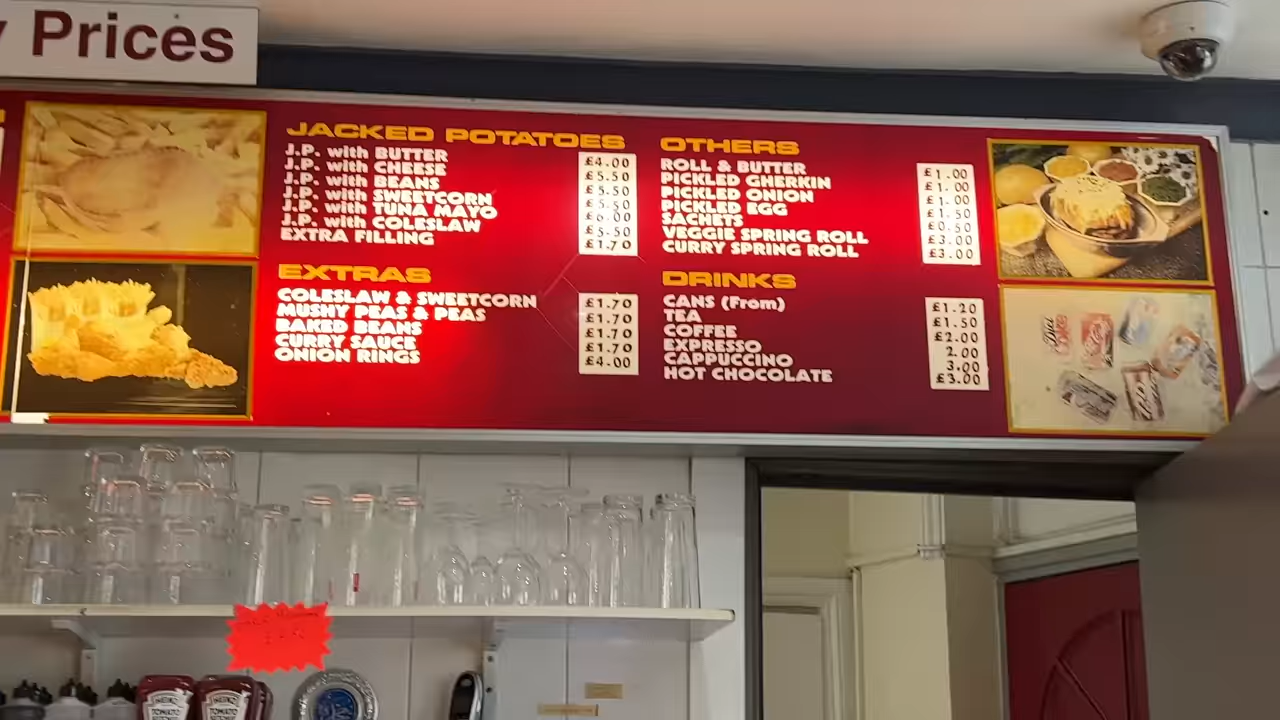 Prices
JACKED POTATOES
J.P. with BUTTER £4.00
J.P. with CHEESE £5.50
J.P. with BEANS £5.50
J.P. with SWEETCORN £5.50
J.P. with TUNA MAYO £6.00
J.P. with COLESLAW £5.50
EXTRA FILLING £1.70
EXTRAS
COLESLAW & SWEETCORN £1.70
MUSHY PEAS & PEAS £1.70
BAKED BEANS £1.70
CURRY SAUCE £1.70
ONION RINGS £4.00
OTHERS
ROLL & BUTTER £1.00
PICKLED GHERKIN £1.00
PICKLED ONION £1.00
PICKLED EGG £1.50
SACHETS £0.50
VEGGIE SPRING ROLL £3.00
CURRY SPRING ROLL £3.00
DRINKS
CANS (From) £1.20
TEA £1.50
COFFEE £2.00
EXPRESSO 2.00
CAPPUCCINO 3.00
HOT CHOCOLATE £3.00
HEINZ
TOMATO
HEINZ
TOMATO